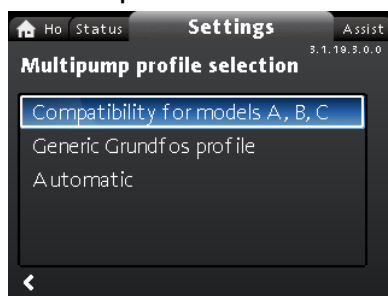 Ho Status Settings Assist
3.1.19.3.0.0
Multipump profile selection
Compatibility for models A, B, C
Generic Grundfos profile
Automatic